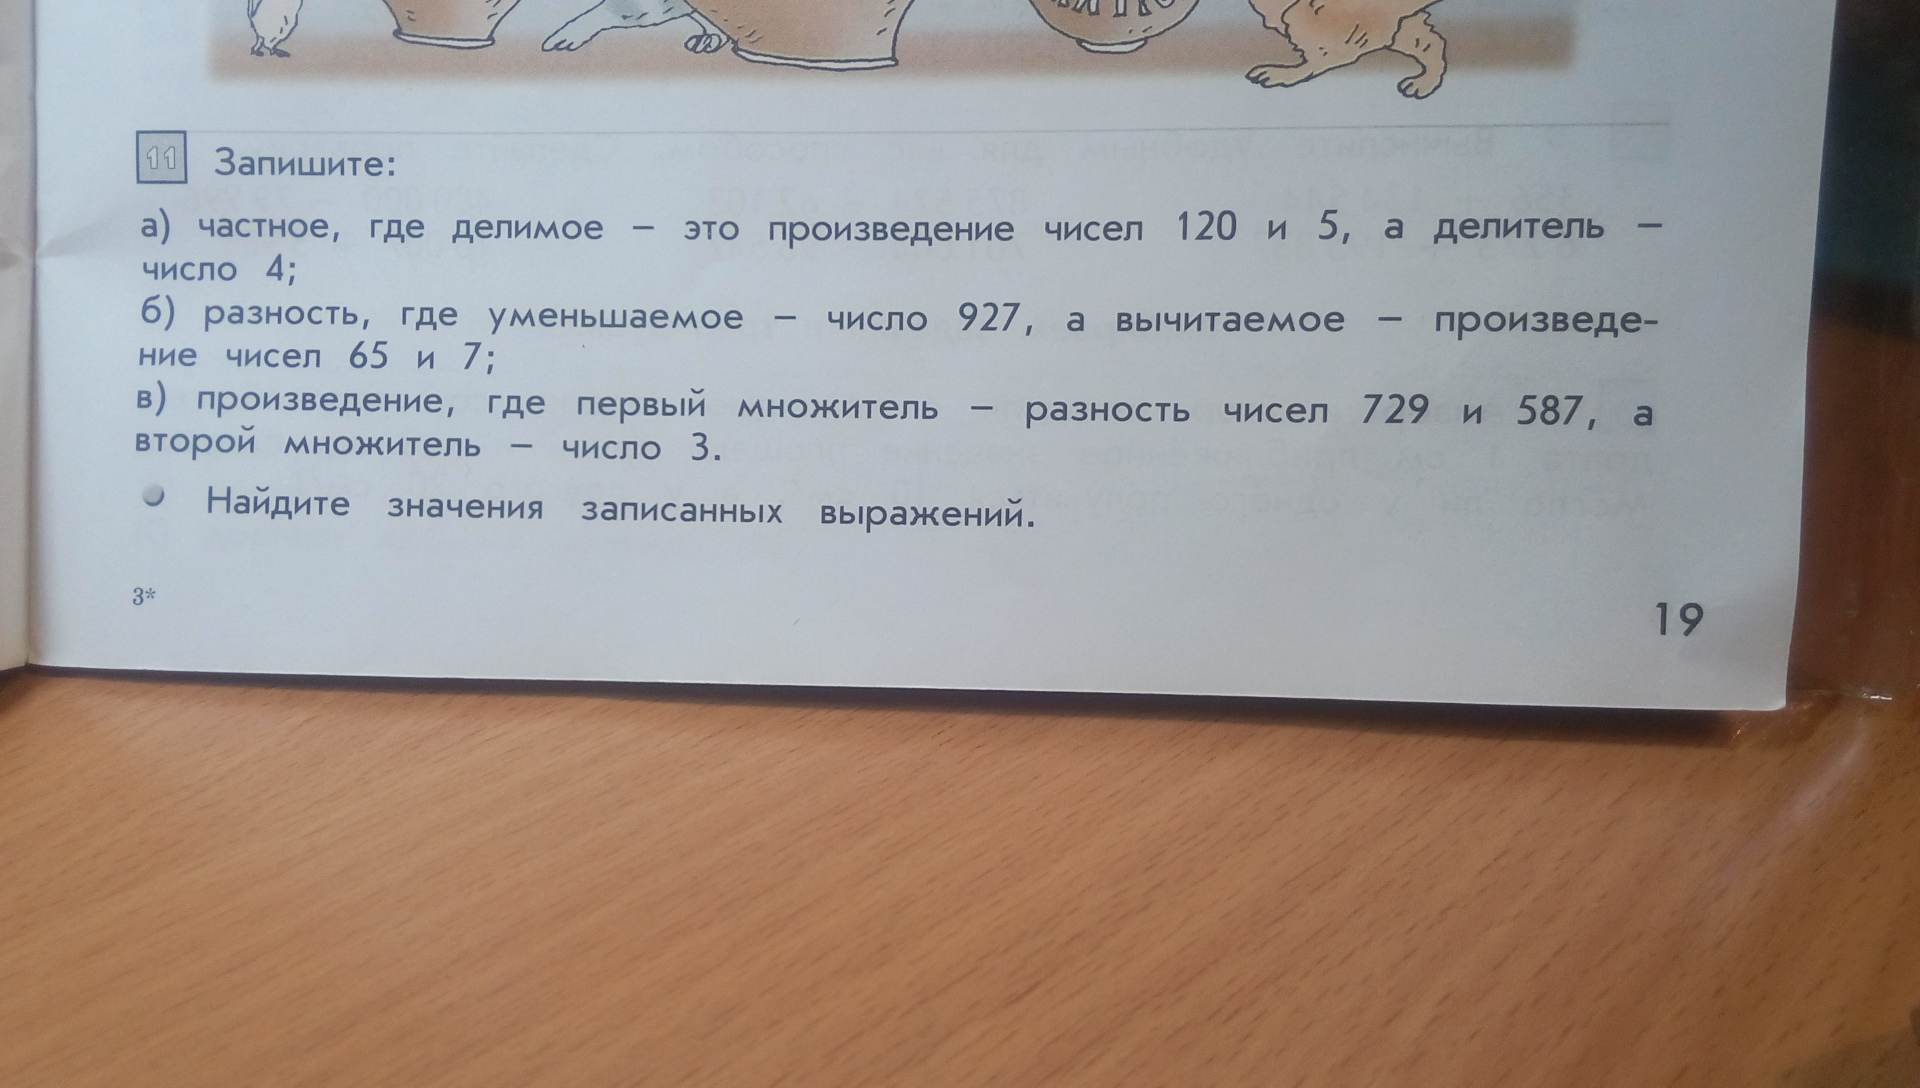 11 Запишите:
а) частное, где делимое – это произведение чисел 120 и 5, а делитель –
число 4;
б) разность, где уменьшаемое – число 927, а вычитаемое – произведе-
ние чисел 65 и 7;
в) произведение, где первый множитель – разность чисел 729 и 587, а
второй множитель – число 3.
Найдите значения записанных выражений.
3*
19